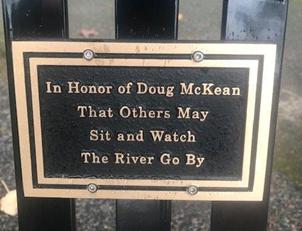 In Honor of Doug McKean
That Others May
Sit and Watch
The River Go By